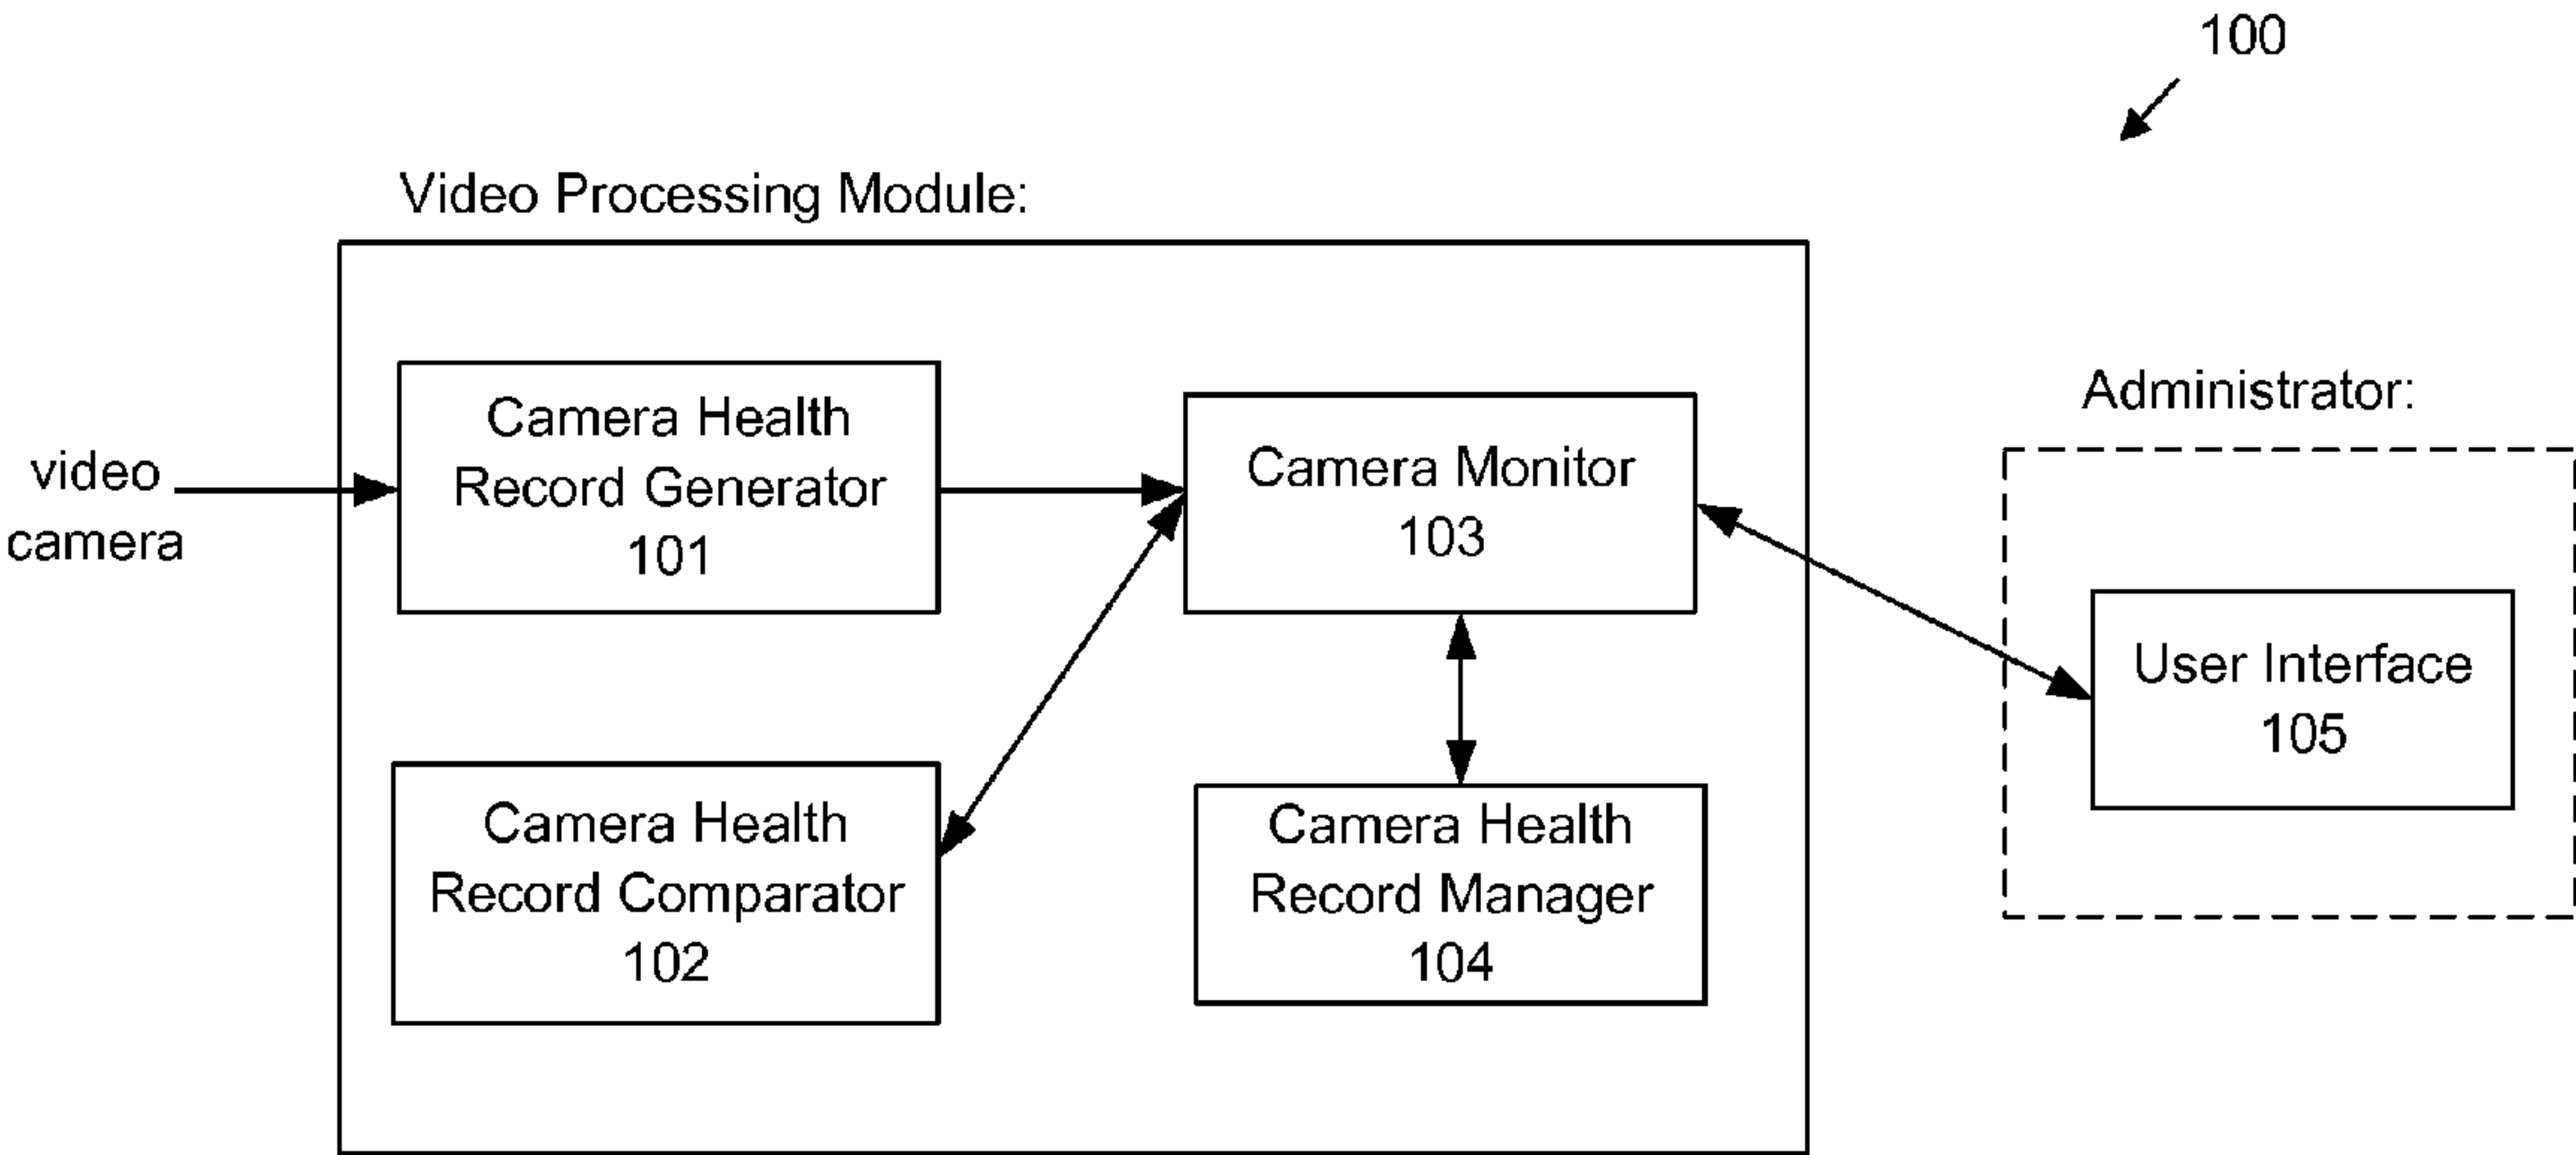 100
Video Processing Module:
video
camera
Camera Health
Record Generator
101
Camera Monitor
103
Camera Health
Record Comparator
102
Camera Health
Record Manager
104
Administrator:
User Interface
105